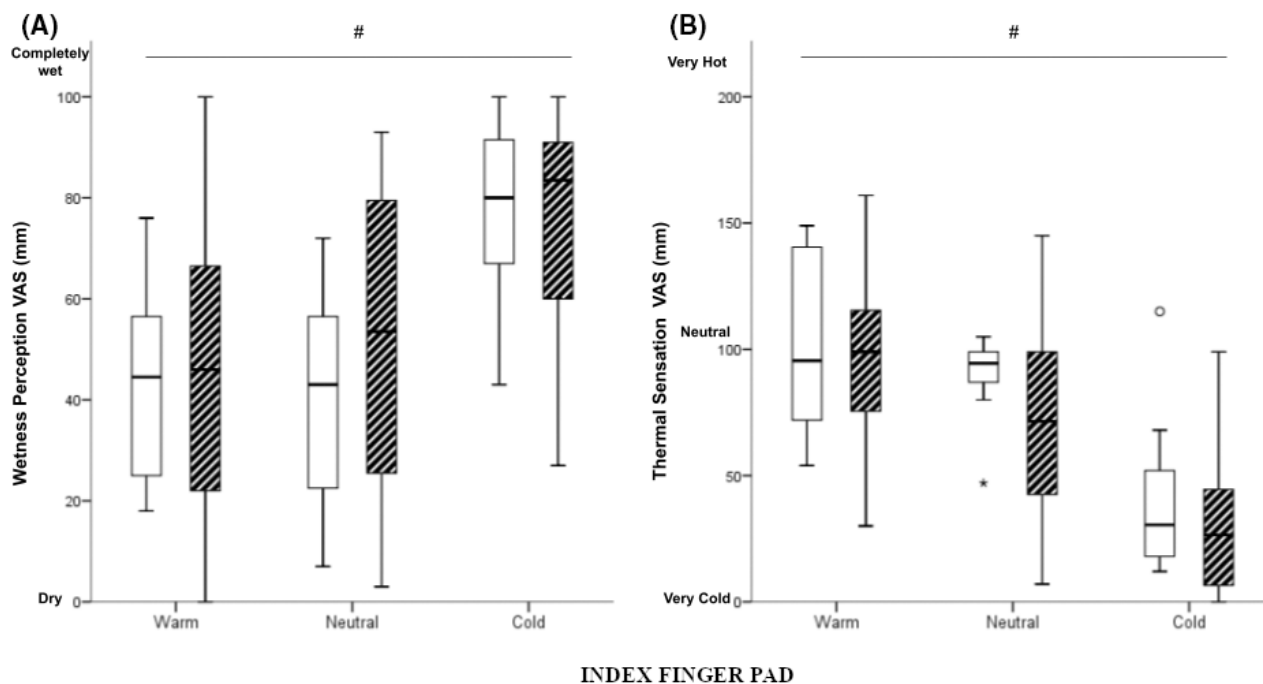 (A)
#
Completely
wet
100
80
60
40
20
0
Dry
Wetness Perception VAS (mm)
Warm Neutral Cold
(B)
#
Very Hot
200
150
Neutral
100
50
Very Cold 0
Thermal Sensation VAS (mm)
Warm Neutral Cold
INDEX FINGER PAD